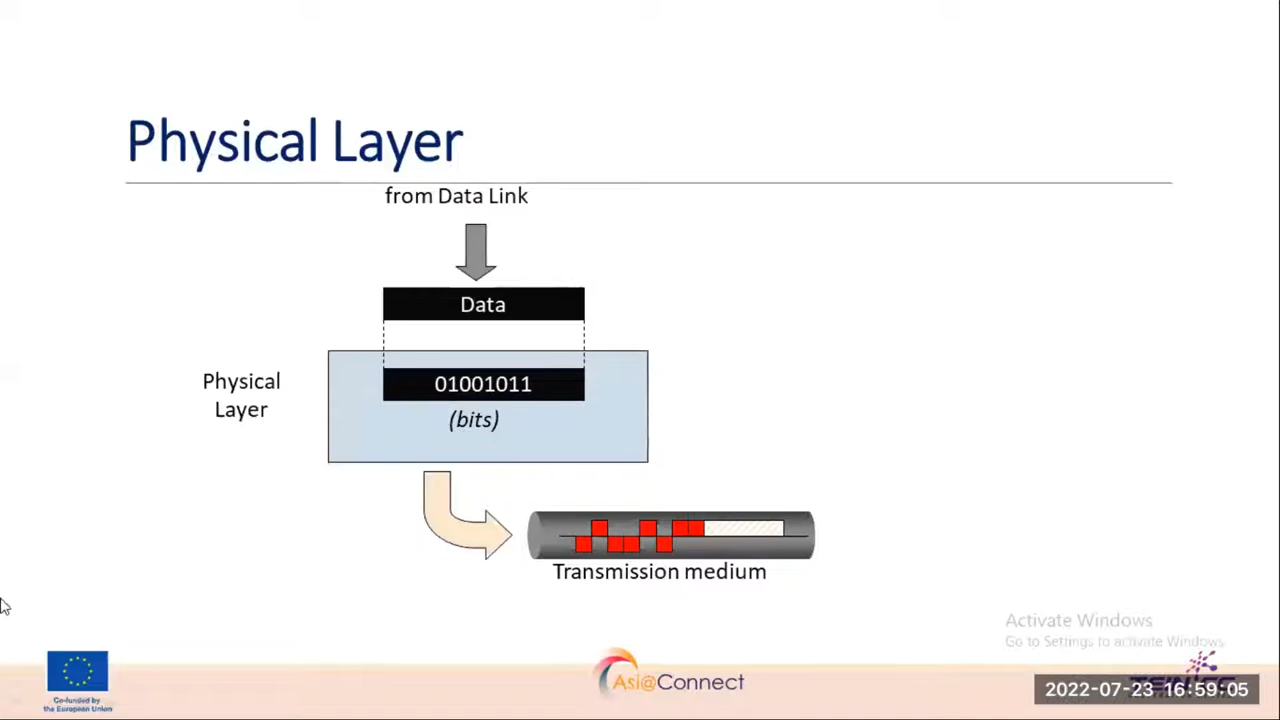 Physical Layer
from Data Link
Data
Physical
Layer
01001011
(bits)
Transmission medium
Activate Windows
Go to Settings to activate Windows.
Co-funded by
the European Union
Asi@Connect
2022-07-23 16:59:05